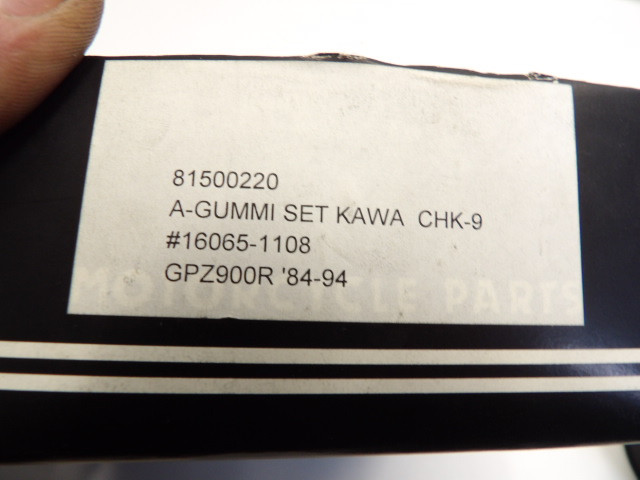 81500220
A-GUMMI SET KAWA  CHK-9
#16065-1108
GPZ900R '84-94
MOTORCYCLE PARTS